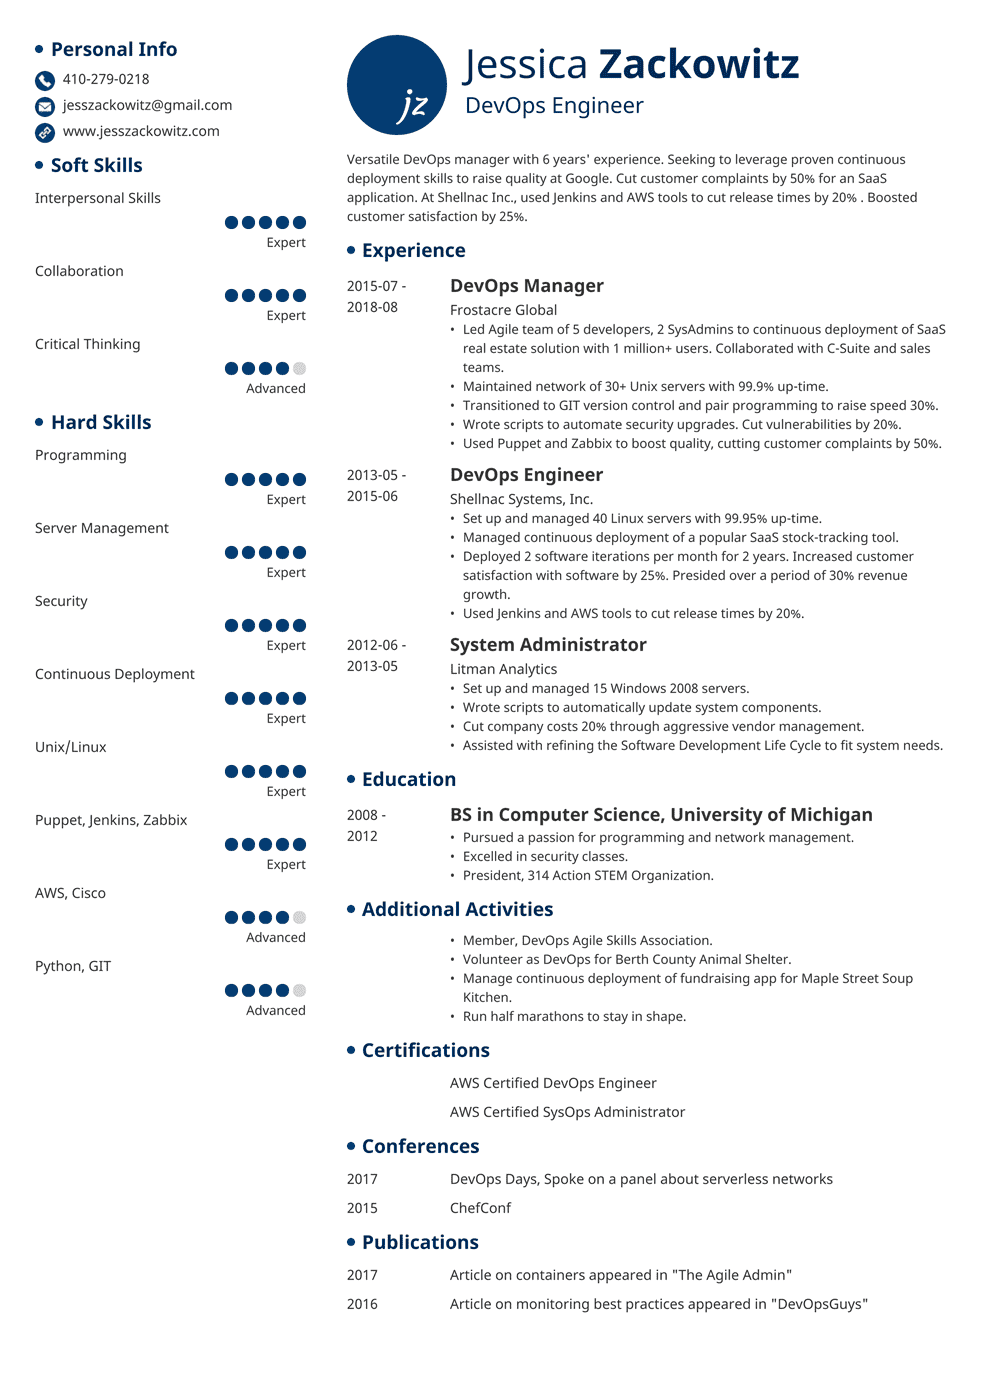 Personal Info
410-279-0218
jesszackowitz@gmail.com
www.jesszackowitz.com
Soft Skills
Interpersonal Skills
Expert
Collaboration
Expert
Critical Thinking
Advanced
Hard Skills
Programming
Expert
Server Management
Expert
Security
Expert
Continuous Deployment
Expert
Unix/Linux
Expert
Puppet, Jenkins, Zabbix
Expert
AWS, Cisco
Advanced
Python, GIT
Advanced
jz
Jessica Zackowitz
DevOps Engineer
Versatile DevOps manager with 6 years' experience. Seeking to leverage proven continuous
deployment skills to raise quality at Google. Cut customer complaints by 50% for an SaaS
application. At Shellnac Inc., used Jenkins and AWS tools to cut release times by 20% . Boosted
customer satisfaction by 25%.
Experience
2015-07 -
2018-08
DevOps Manager
Frostacre Global
• Led Agile team of 5 developers, 2 SysAdmins to continuous deployment of SaaS
real estate solution with 1 million+ users. Collaborated with C-Suite and sales
teams.
• Maintained network of 30+ Unix servers with 99.9% up-time.
• Transitioned to GIT version control and pair programming to raise speed 30%.
• Wrote scripts to automate security upgrades. Cut vulnerabilities by 20%.
• Used Puppet and Zabbix to boost quality, cutting customer complaints by 50%.
2013-05 -
2015-06
DevOps Engineer
Shellnac Systems, Inc.
• Set up and managed 40 Linux servers with 99.95% up-time.
• Managed continuous deployment of a popular SaaS stock-tracking tool.
• Deployed 2 software iterations per month for 2 years. Increased customer
satisfaction with software by 25%. Presided over a period of 30% revenue
growth.
• Used Jenkins and AWS tools to cut release times by 20%.
2012-06 -
2013-05
System Administrator
Litman Analytics
• Set up and managed 15 Windows 2008 servers.
• Wrote scripts to automatically update system components.
• Cut company costs 20% through aggressive vendor management.
• Assisted with refining the Software Development Life Cycle to fit system needs.
Education
2008 -
2012
BS in Computer Science, University of Michigan
• Pursued a passion for programming and network management.
• Excelled in security classes.
• President, 314 Action STEM Organization.
Additional Activities
• Member, DevOps Agile Skills Association.
• Volunteer as DevOps for Berth County Animal Shelter.
• Manage continuous deployment of fundraising app for Maple Street Soup
Kitchen.
• Run half marathons to stay in shape.
Certifications
AWS Certified DevOps Engineer
AWS Certified SysOps Administrator
Conferences
2017 DevOps Days, Spoke on a panel about serverless networks
2015 ChefConf
Publications
2017 Article on containers appeared in "The Agile Admin"
2016 Article on monitoring best practices appeared in "DevOpsGuys"